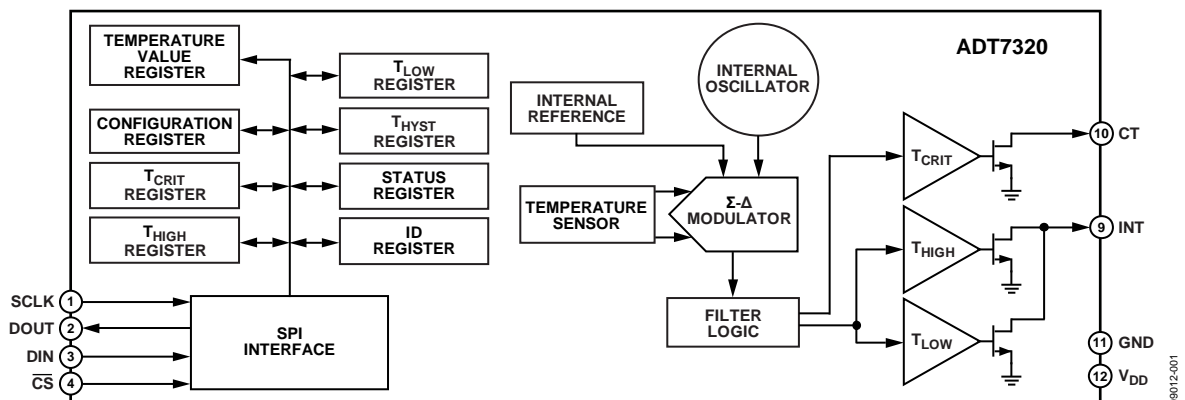 ADT7320
TEMPERATURE
VALUE
REGISTER
TLOW
REGISTER
CONFIGURATION
REGISTER
THYST
REGISTER
TCRIT
REGISTER
STATUS
REGISTER
THIGH
REGISTER
ID
REGISTER
INTERNAL
OSCILLATOR
INTERNAL
REFERENCE
TEMPERATURE
SENSOR
Σ-Δ
MODULATOR
FILTER
LOGIC
TCRIT
THIGH
TLOW
10 CT
9 INT
11 GND
12 VDD
SCLK 1
DOUT 2
DIN 3
C̅S̅ 4
SPI
INTERFACE
09012-001